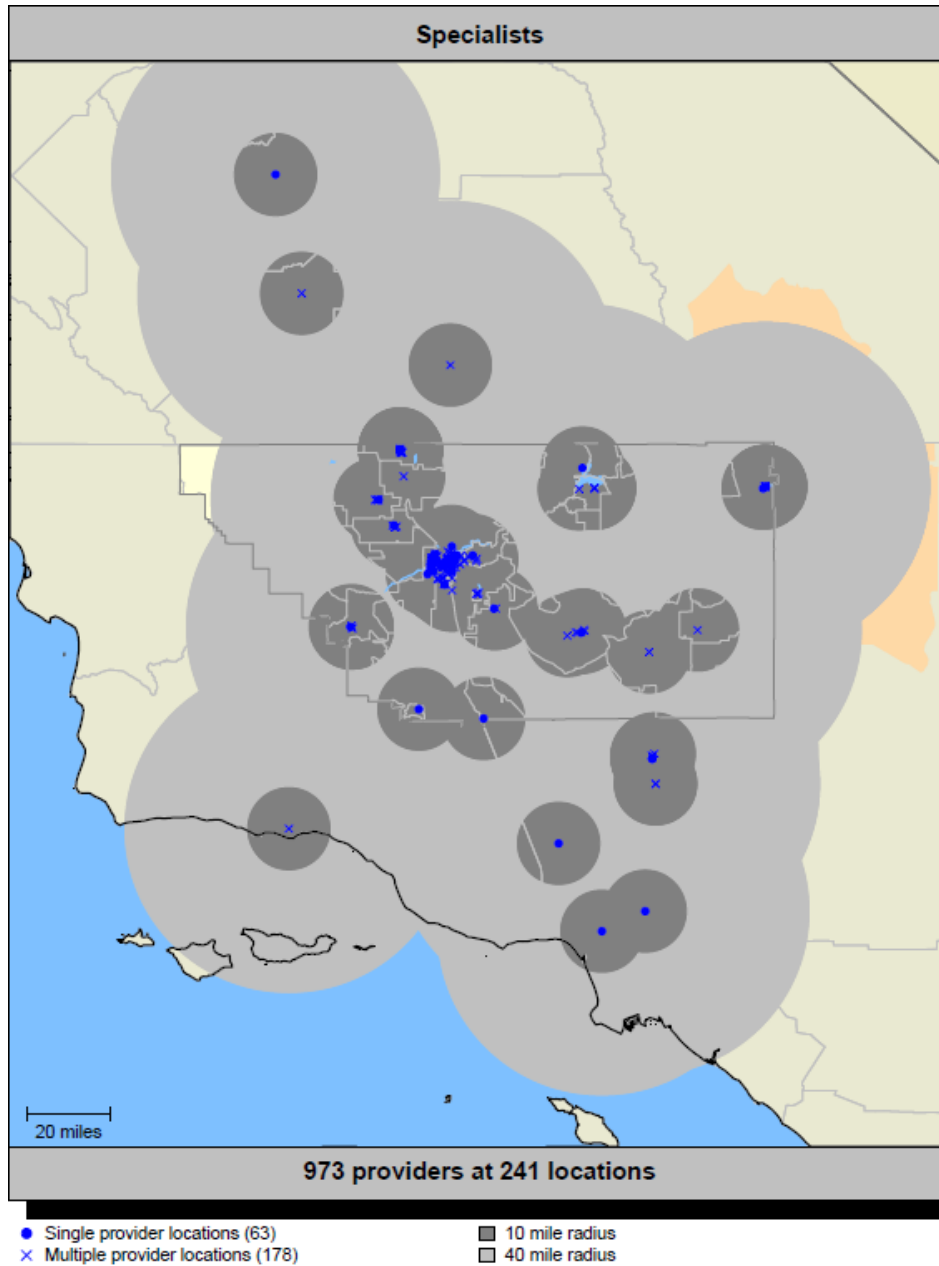 Specialists
20 miles
973 providers at 241 locations
Single provider locations (63)
10 mile radius
Multiple provider locations (178)
40 mile radius